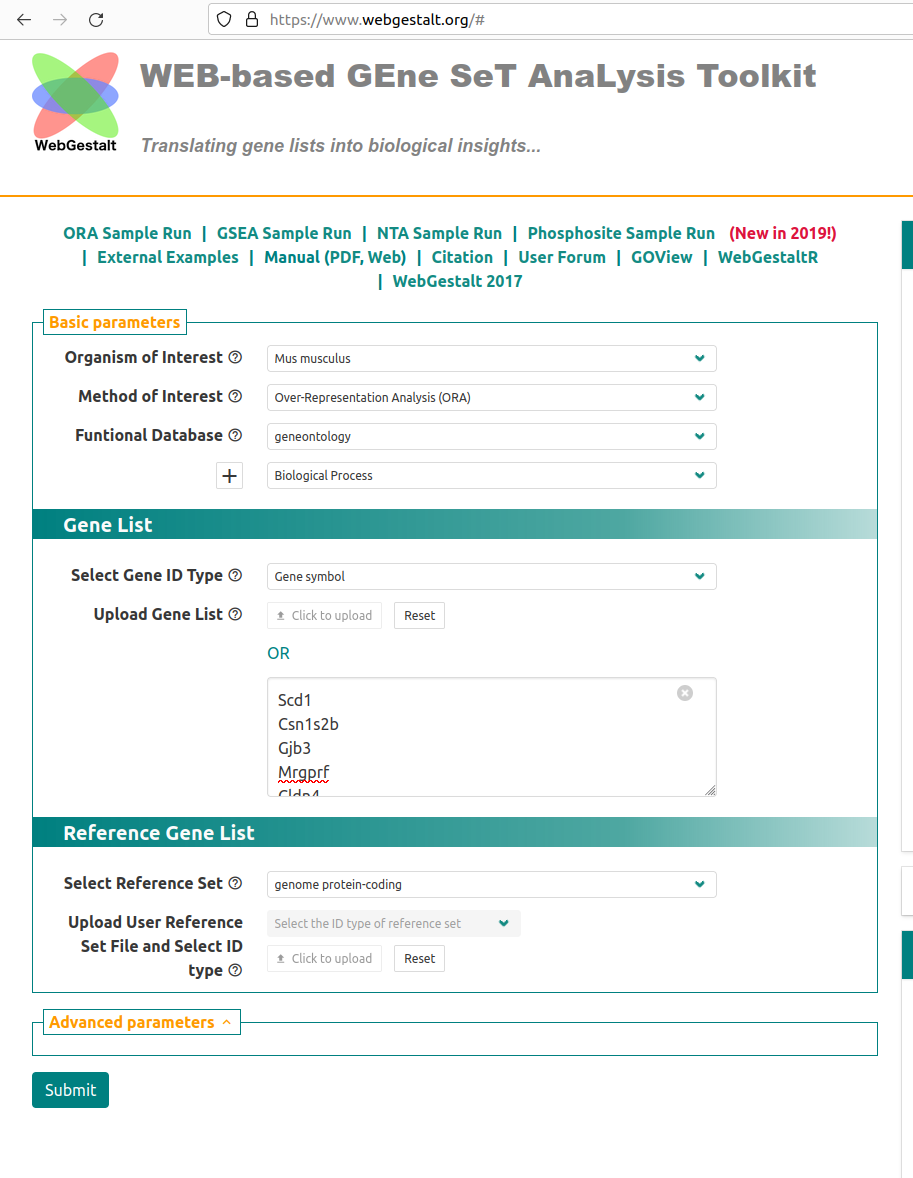 https://www.webgestalt.org/#
WEB-based GEne SeT AnaLysis Toolkit
WebGestalt
Translating gene lists into biological insights...
ORA Sample Run | GSEA Sample Run | NTA Sample Run | Phosphosite Sample Run (New in 2019!)
| External Examples | Manual (PDF, Web) | Citation | User Forum | GOView | WebGestaltR
| WebGestalt 2017
Basic parameters
Organism of Interest
Mus musculus
Method of Interest
Over-Representation Analysis (ORA)
Funtional Database
geneontology
+
Biological Process
Gene List
Select Gene ID Type
Gene symbol
Upload Gene List
Click to upload
Reset
OR
Scd1
Csn1s2b
Gjb3
Mrgprf
Cldn4
Reference Gene List
Select Reference Set
genome protein-coding
Upload User Reference
Set File and Select ID
type
Select the ID type of reference set
Click to upload
Reset
Advanced parameters
Submit